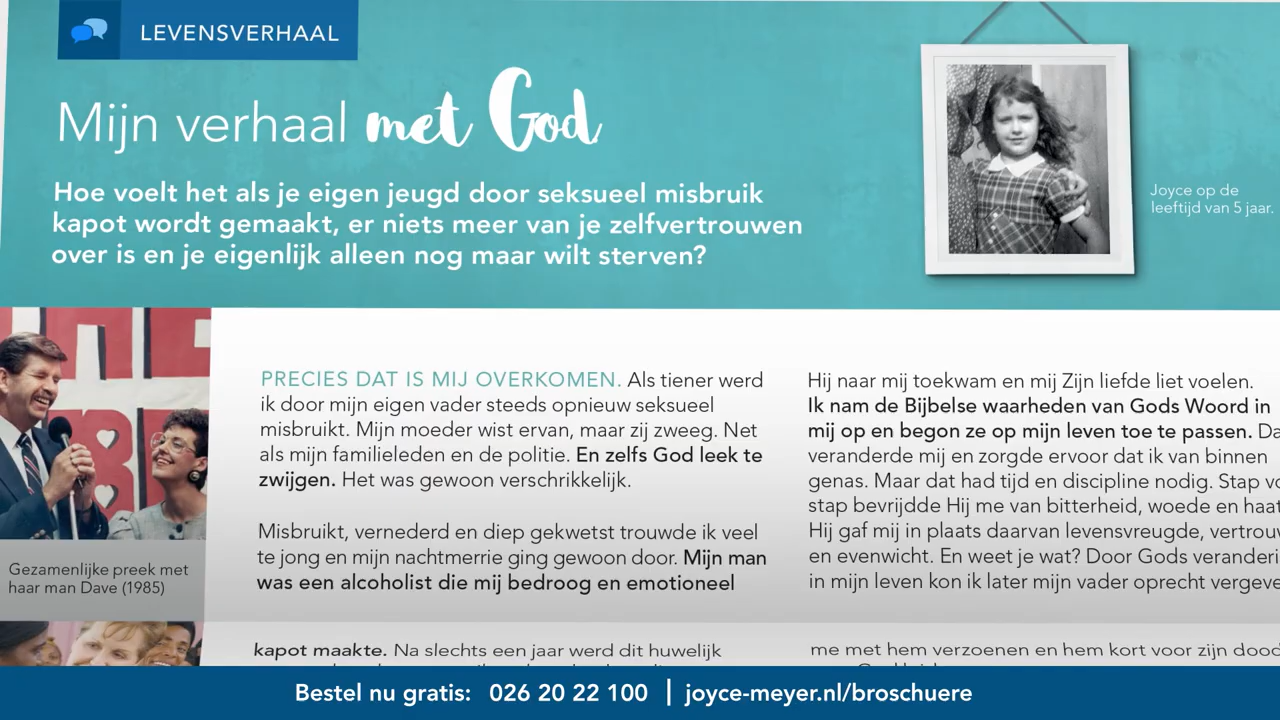 LEVENSVERHAAL
Mijn verhaal met God
Hoe voelt het als je eigen jeugd door seksueel misbruik
kapot wordt gemaakt, er niets meer van je zelfvertrouwen
over is en je eigenlijk alleen nog maar wilt sterven?
Joyce op de
leeftijd van 5 jaar.
Gezamenlijke preek met
haar man Dave (1985)
PRECIES DAT IS MIJ OVERKOMEN. Als tiener werd
ik door mijn eigen vader steeds opnieuw seksueel
misbruikt. Mijn moeder wist ervan, maar zij zweeg. Net
als mijn familieleden en de politie. En zelfs God leek te
zwijgen. Het was gewoon verschrikkelijk.
Misbruikt, vernederd en diep gekwetst trouwde ik veel
te jong en mijn nachtmerrie ging gewoon door. Mijn man
was een alcoholist die mij bedroog en emotioneel
kapot maakte. Na slechts een jaar werd dit huwelijk
Hij naar mij toekwam en mij Zijn liefde liet voelen.
Ik nam de Bijbelse waarheden van Gods Woord in
mij op en begon ze op mijn leven toe te passen. Da
veranderde mij en zorgde ervoor dat ik van binnen
genas. Maar dat had tijd en discipline nodig. Stap vo
stap bevrijdde Hij me van bitterheid, woede en haat
Hij gaf mij in plaats daarvan levensvreugde, vertrouw
en evenwicht. En weet je wat? Door Gods veranderi
in mijn leven kon ik later mijn vader oprecht vergeve
me met hem verzoenen en hem kort voor zijn dood
Bestel nu gratis: 026 20 22 100 | joyce-meyer.nl/broschuere